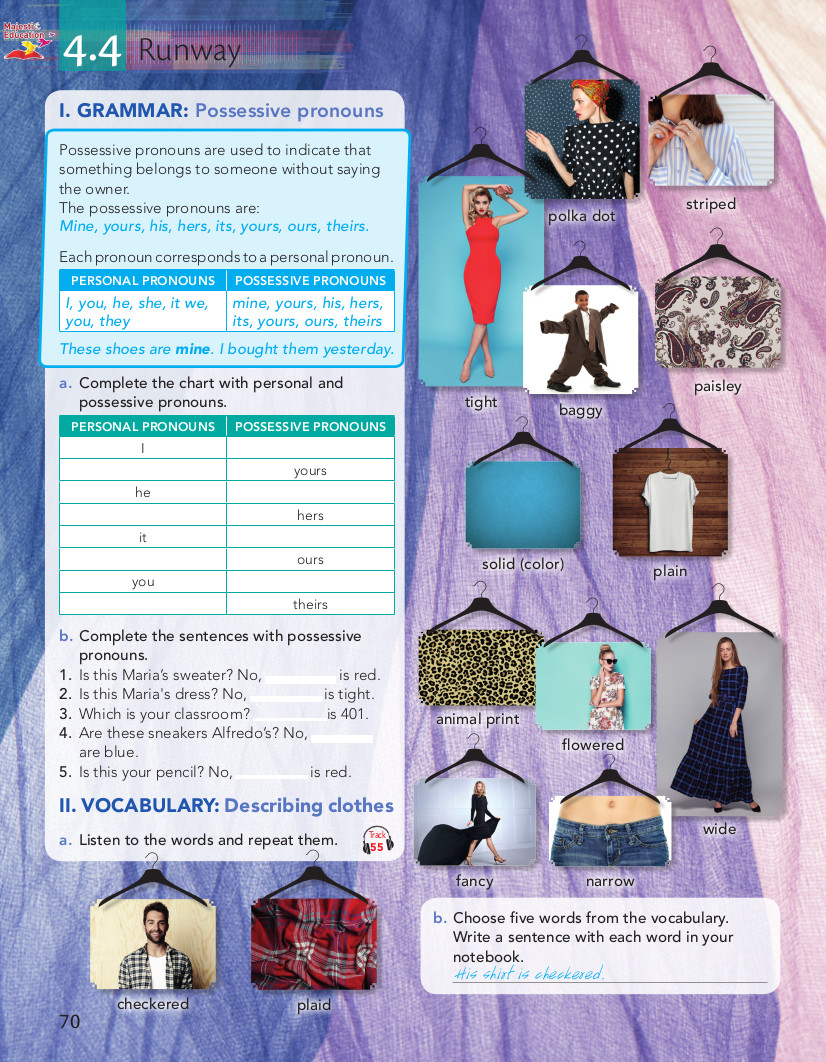 Majestic Education
4.4 Runway
I. GRAMMAR: Possessive pronouns
Possessive pronouns are used to indicate that
something belongs to someone without saying
the owner.
The possessive pronouns are:
Mine, yours, his, hers, its, yours, ours, theirs.
Each pronoun corresponds to a personal pronoun.
PERSONAL PRONOUNS POSSESSIVE PRONOUNS
I, you, he, she, it we, mine, yours, his, hers,
you, they its, yours, ours, theirs
These shoes are mine. I bought them yesterday.
a. Complete the chart with personal and
possessive pronouns.
PERSONAL PRONOUNS POSSESSIVE PRONOUNS
I
yours
he
hers
it
ours
you
theirs
b. Complete the sentences with possessive
pronouns.
1. Is this Maria’s sweater? No, is red.
2. Is this Maria's dress? No, is tight.
3. Which is your classroom? is 401.
4. Are these sneakers Alfredo’s? No,
are blue.
5. Is this your pencil? No, is red.
II. VOCABULARY: Describing clothes
a. Listen to the words and repeat them.
Track
55
polka dot
striped
tight
baggy
paisley
solid (color)
plain
animal print
flowered
wide
fancy
narrow
checkered
plaid
b. Choose five words from the vocabulary.
Write a sentence with each word in your
notebook.
His shirt is checkered.
70